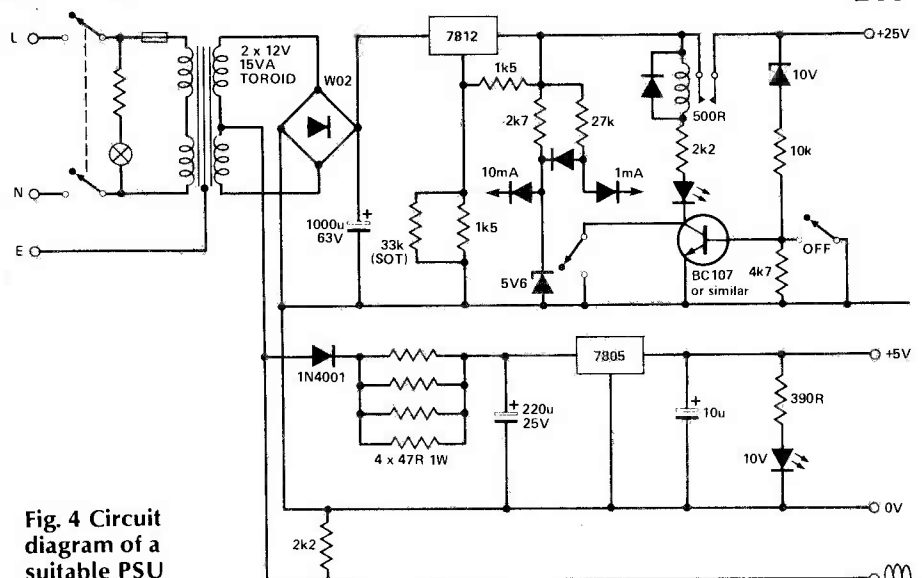 L
N
E
2 x 12V
15VA
TOROID
W02
1000u
63V
+
7812
1k5
33k
(SOT)
1k5
2k7
27k
10mA
1mA
5V6
500R
2k2
BC107
or similar
10V
10k
4k7
OFF
+25V
1N4001
4 x 47R 1W
+
220u
25V
7805
+
10u
390R
10V
+5V
0V
2k2
Fig. 4 Circuit
diagram of a
suitable PSU